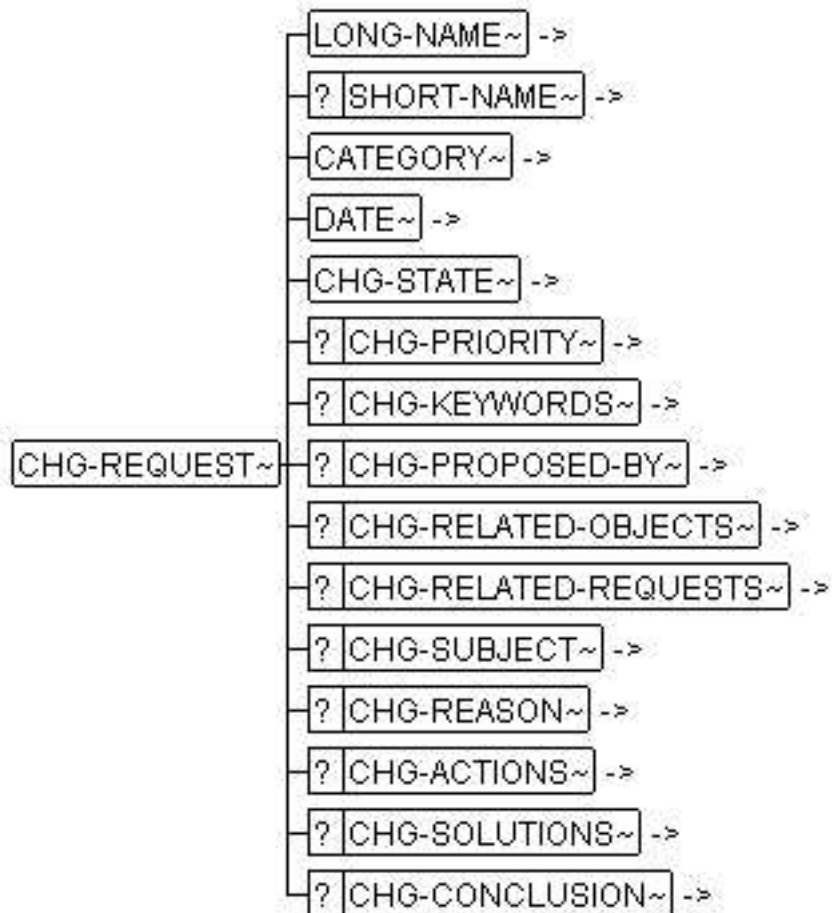 LONG-NAME~ ->
? SHORT-NAME~ ->
CATEGORY~ ->
DATE~ ->
CHG-STATE~ ->
? CHG-PRIORITY~ ->
? CHG-KEYWORDS~ ->
CHG-REQUEST~ ? CHG-PROPOSED-BY~ ->
? CHG-RELATED-OBJECTS~ ->
? CHG-RELATED-REQUESTS~ ->
? CHG-SUBJECT~ ->
? CHG-REASON~ ->
? CHG-ACTIONS~ ->
? CHG-SOLUTIONS~ ->
? CHG-CONCLUSION~ ->